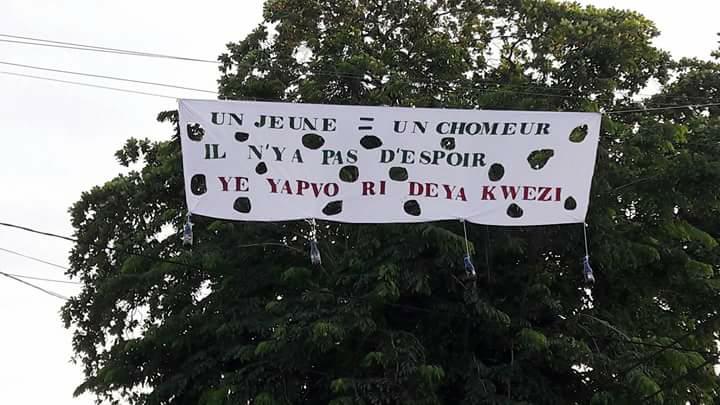 UN JEUNE = UN CHOMEUR
IL N'YA PAS D'ESPOIR
YE YAPVO RI DEYA KWEZI